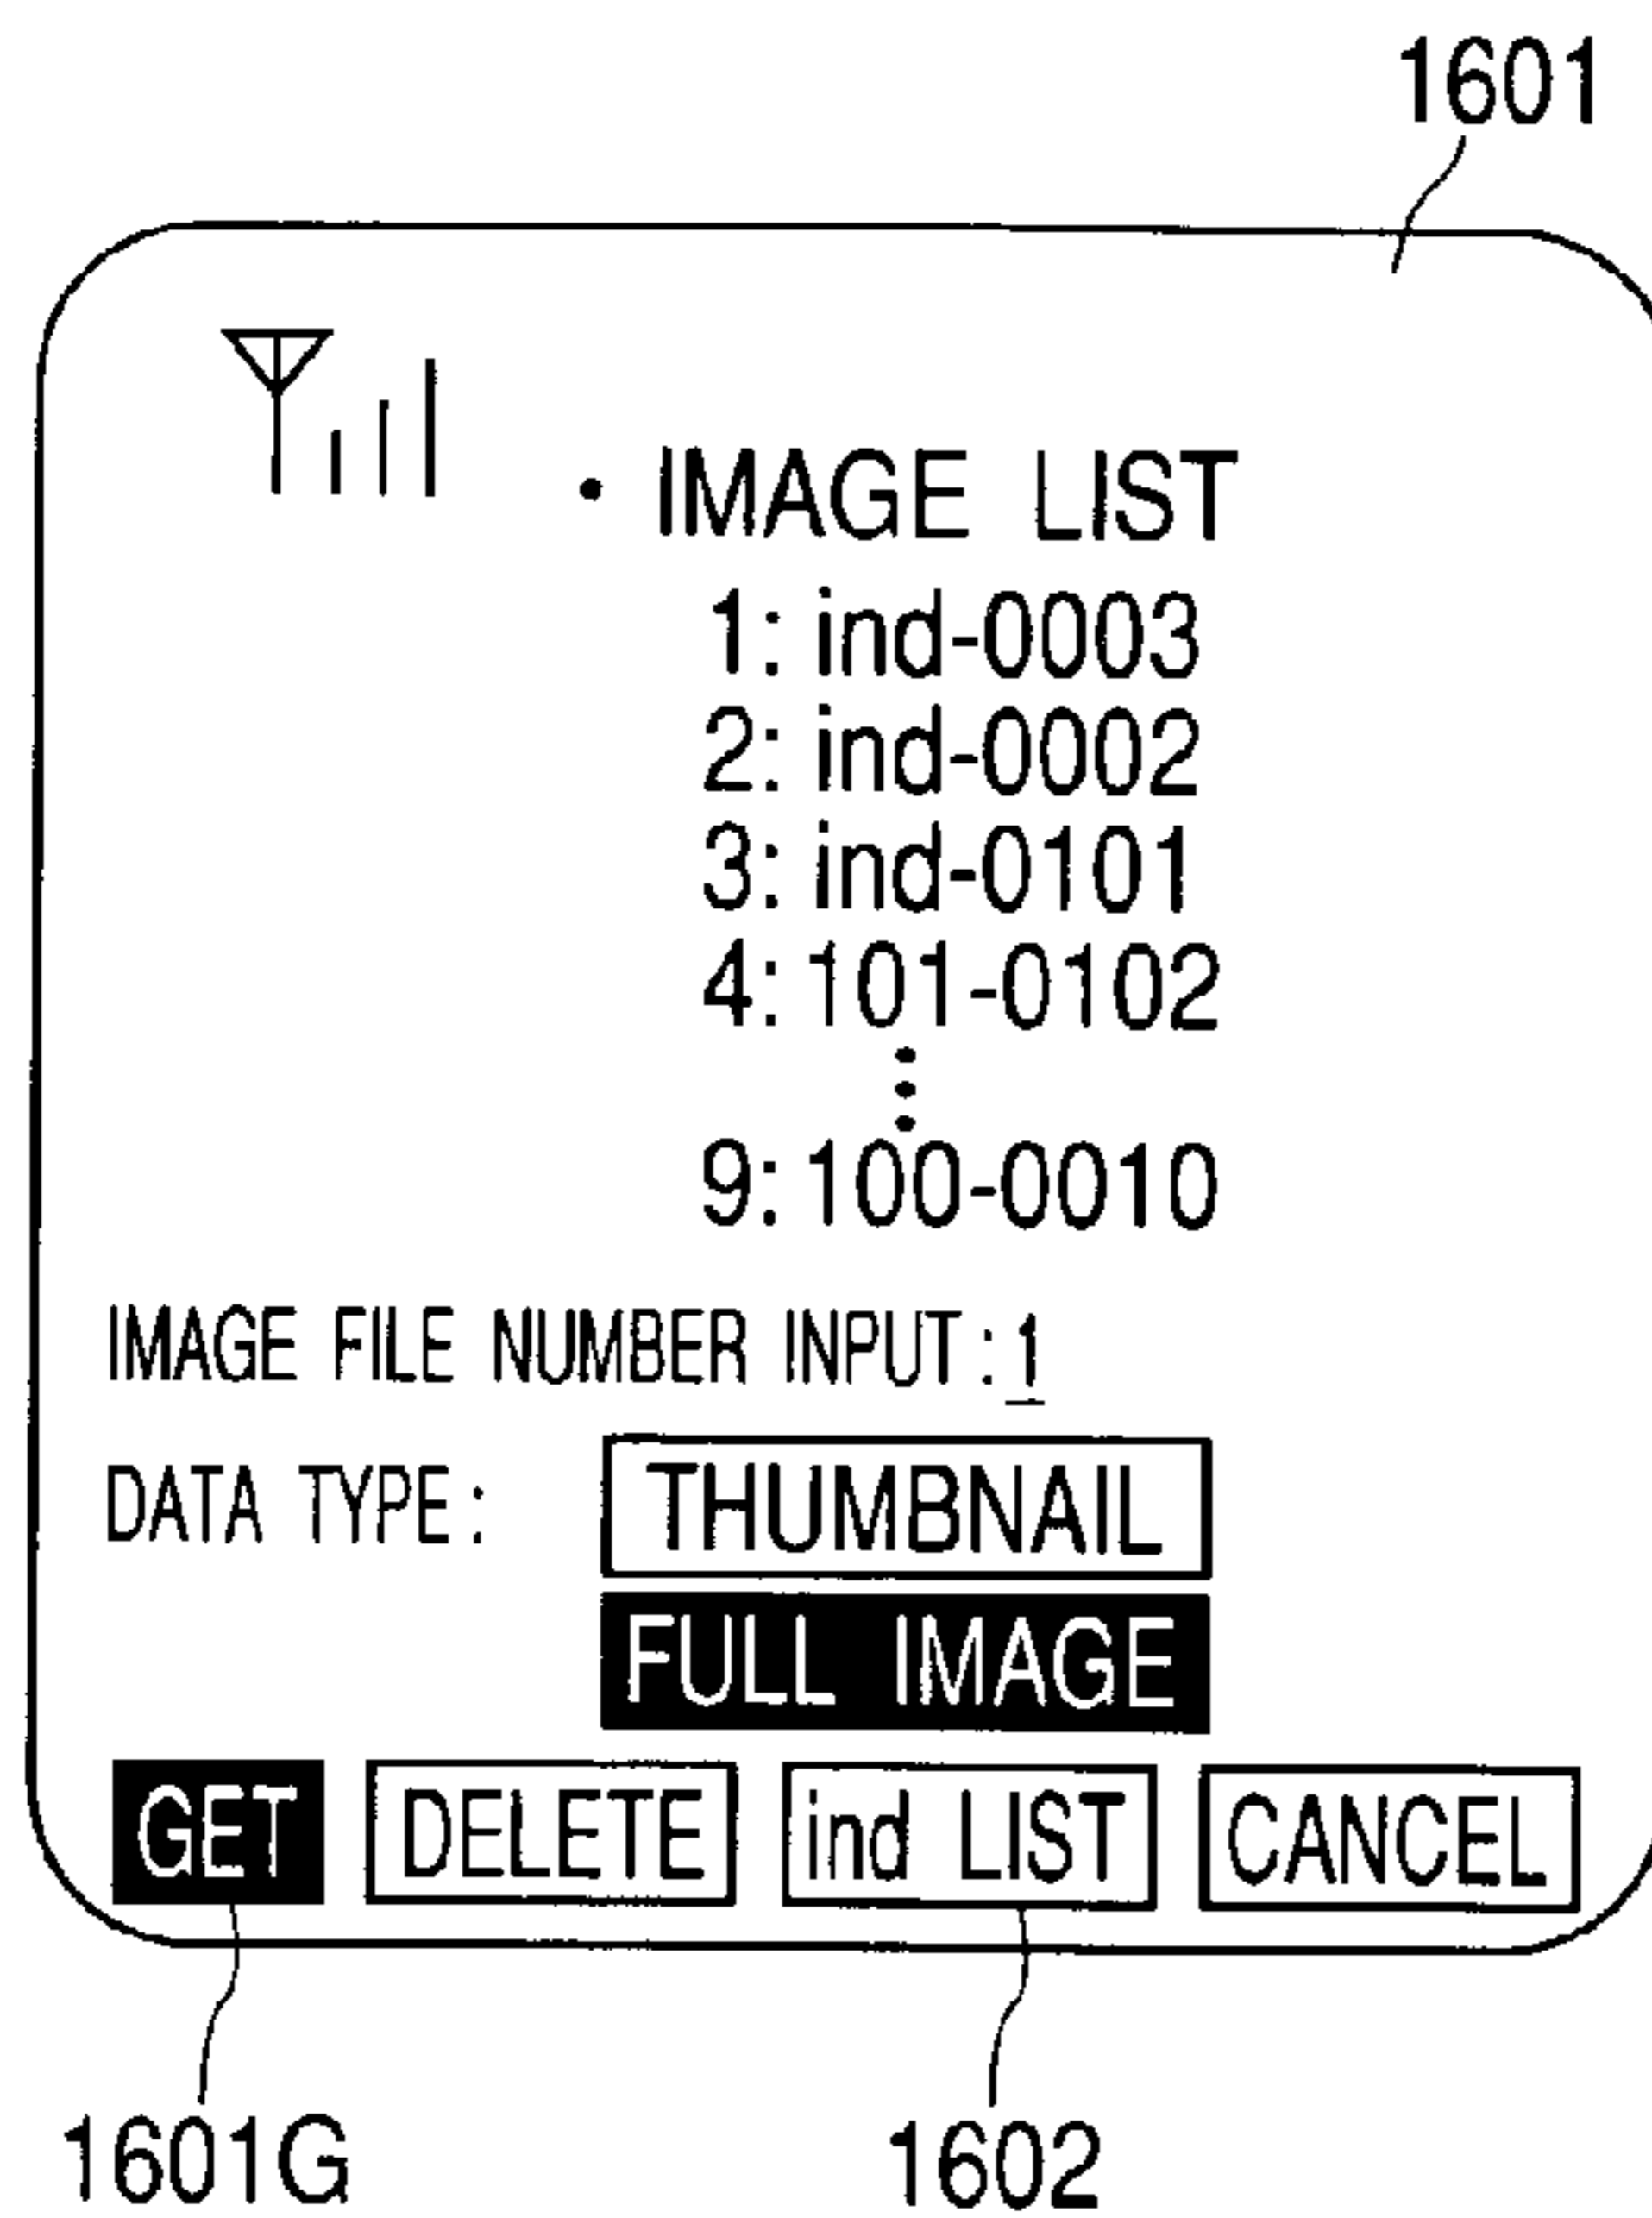 1601
• IMAGE LIST
1: ind-0003
2: ind-0002
3: ind-0101
4: 101-0102
⋮
9: 100-0010
IMAGE FILE NUMBER INPUT : 1
DATA TYPE : THUMBNAIL
FULL IMAGE
GET DELETE ind LIST CANCEL
1601G 1602